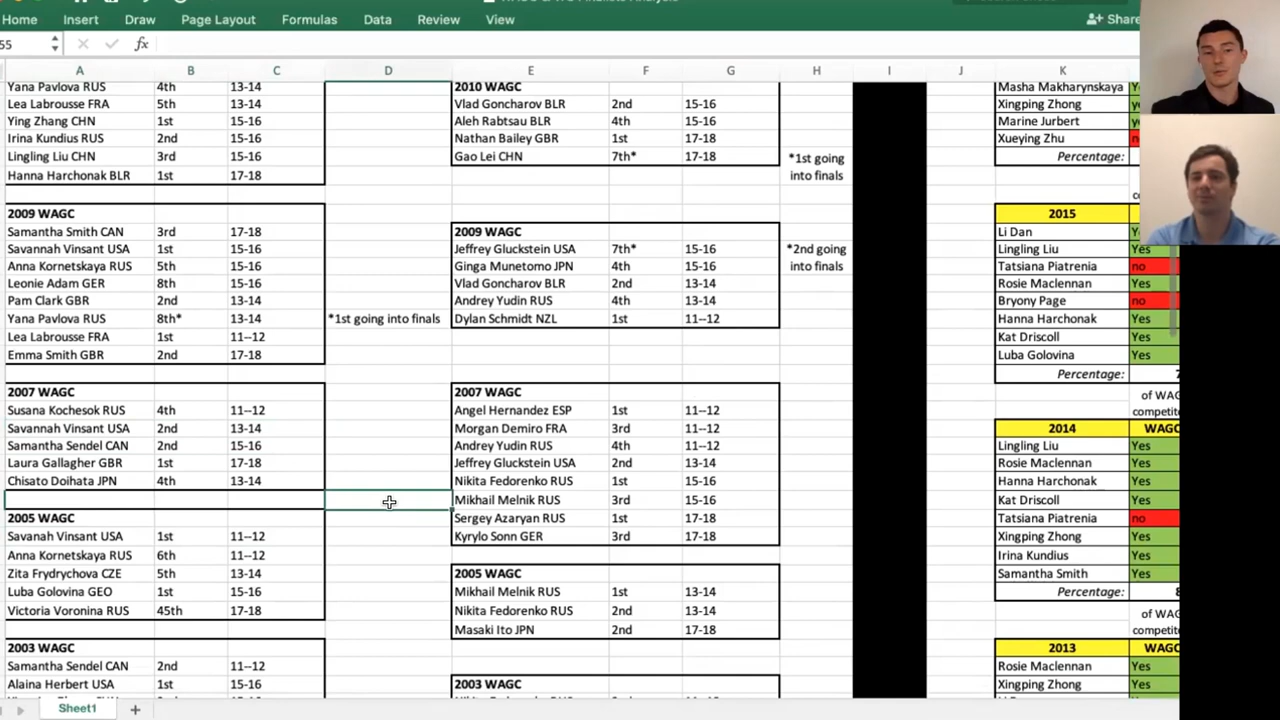 Home Insert Draw Page Layout Formulas Data Review View Share
55 fx
A B C D E F G H I J K
Yana Pavlova RUS 4th 13-14
Lea Labrousse FRA 5th 13-14
Ying Zhang CHN 1st 15-16
Irina Kundius RUS 2nd 15-16
Lingling Liu CHN 3rd 15-16
Hanna Harchonak BLR 1st 17-18
2009 WAGC
Samantha Smith CAN 3rd 17-18
Savannah Vinsant USA 1st 15-16
Anna Kornetskaya RUS 5th 15-16
Leonie Adam GER 8th 15-16
Pam Clark GBR 2nd 13-14
Yana Pavlova RUS 8th* 13-14 *1st going into finals
Lea Labrousse FRA 1st 11--12
Emma Smith GBR 2nd 17-18
2007 WAGC
Susana Kochesok RUS 4th 11--12
Savannah Vinsant USA 2nd 13-14
Samantha Sendel CAN 2nd 15-16
Laura Gallagher GBR 1st 17-18
Chisato Doihata JPN 4th 13-14
2005 WAGC
Savanah Vinsant USA 1st 11--12
Anna Kornetskaya RUS 6th 11--12
Zita Frydrychova CZE 5th 13-14
Luba Golovina GEO 1st 15-16
Victoria Voronina RUS 45th 17-18
2003 WAGC
Samantha Sendel CAN 2nd 11--12
Alaina Herbert USA 1st 15-16
2010 WAGC
Vlad Goncharov BLR 2nd 15-16
Aleh Rabtsau BLR 4th 15-16
Nathan Bailey GBR 1st 17-18
Gao Lei CHN 7th* 17-18
*1st going
into finals
2009 WAGC
Jeffrey Gluckstein USA 7th* 15-16
Ginga Munetomo JPN 4th 15-16
Vlad Goncharov BLR 2nd 13-14
Andrey Yudin RUS 4th 13-14
Dylan Schmidt NZL 1st 11--12
*2nd going
into finals
2007 WAGC
Angel Hernandez ESP 1st 11--12
Morgan Demiro FRA 3rd 11--12
Andrey Yudin RUS 4th 11--12
Jeffrey Gluckstein USA 2nd 13-14
Nikita Fedorenko RUS 1st 15-16
Mikhail Melnik RUS 3rd 15-16
Sergey Azaryan RUS 1st 17-18
Kyrylo Sonn GER 3rd 17-18
2005 WAGC
Mikhail Melnik RUS 1st 13-14
Nikita Fedorenko RUS 2nd 13-14
Masaki Ito JPN 2nd 17-18
2003 WAGC
Masha Makharynskaya
Xingping Zhong
Marine Jurbert
Xueying Zhu
Percentage:
2015
Li Dan
Lingling Liu Yes
Tatsiana Piatrenia no
Rosie Maclennan Yes
Bryony Page no
Hanna Harchonak Yes
Kat Driscoll Yes
Luba Golovina Yes
Percentage:
of WAG
competit
2014 WAGC
Lingling Liu Yes
Rosie Maclennan Yes
Hanna Harchonak Yes
Kat Driscoll Yes
Tatsiana Piatrenia no
Xingping Zhong Yes
Irina Kundius Yes
Samantha Smith Yes
Percentage:
of WAG
competit
2013 WAGC
Rosie Maclennan Yes
Xingping Zhong Yes
Sheet1